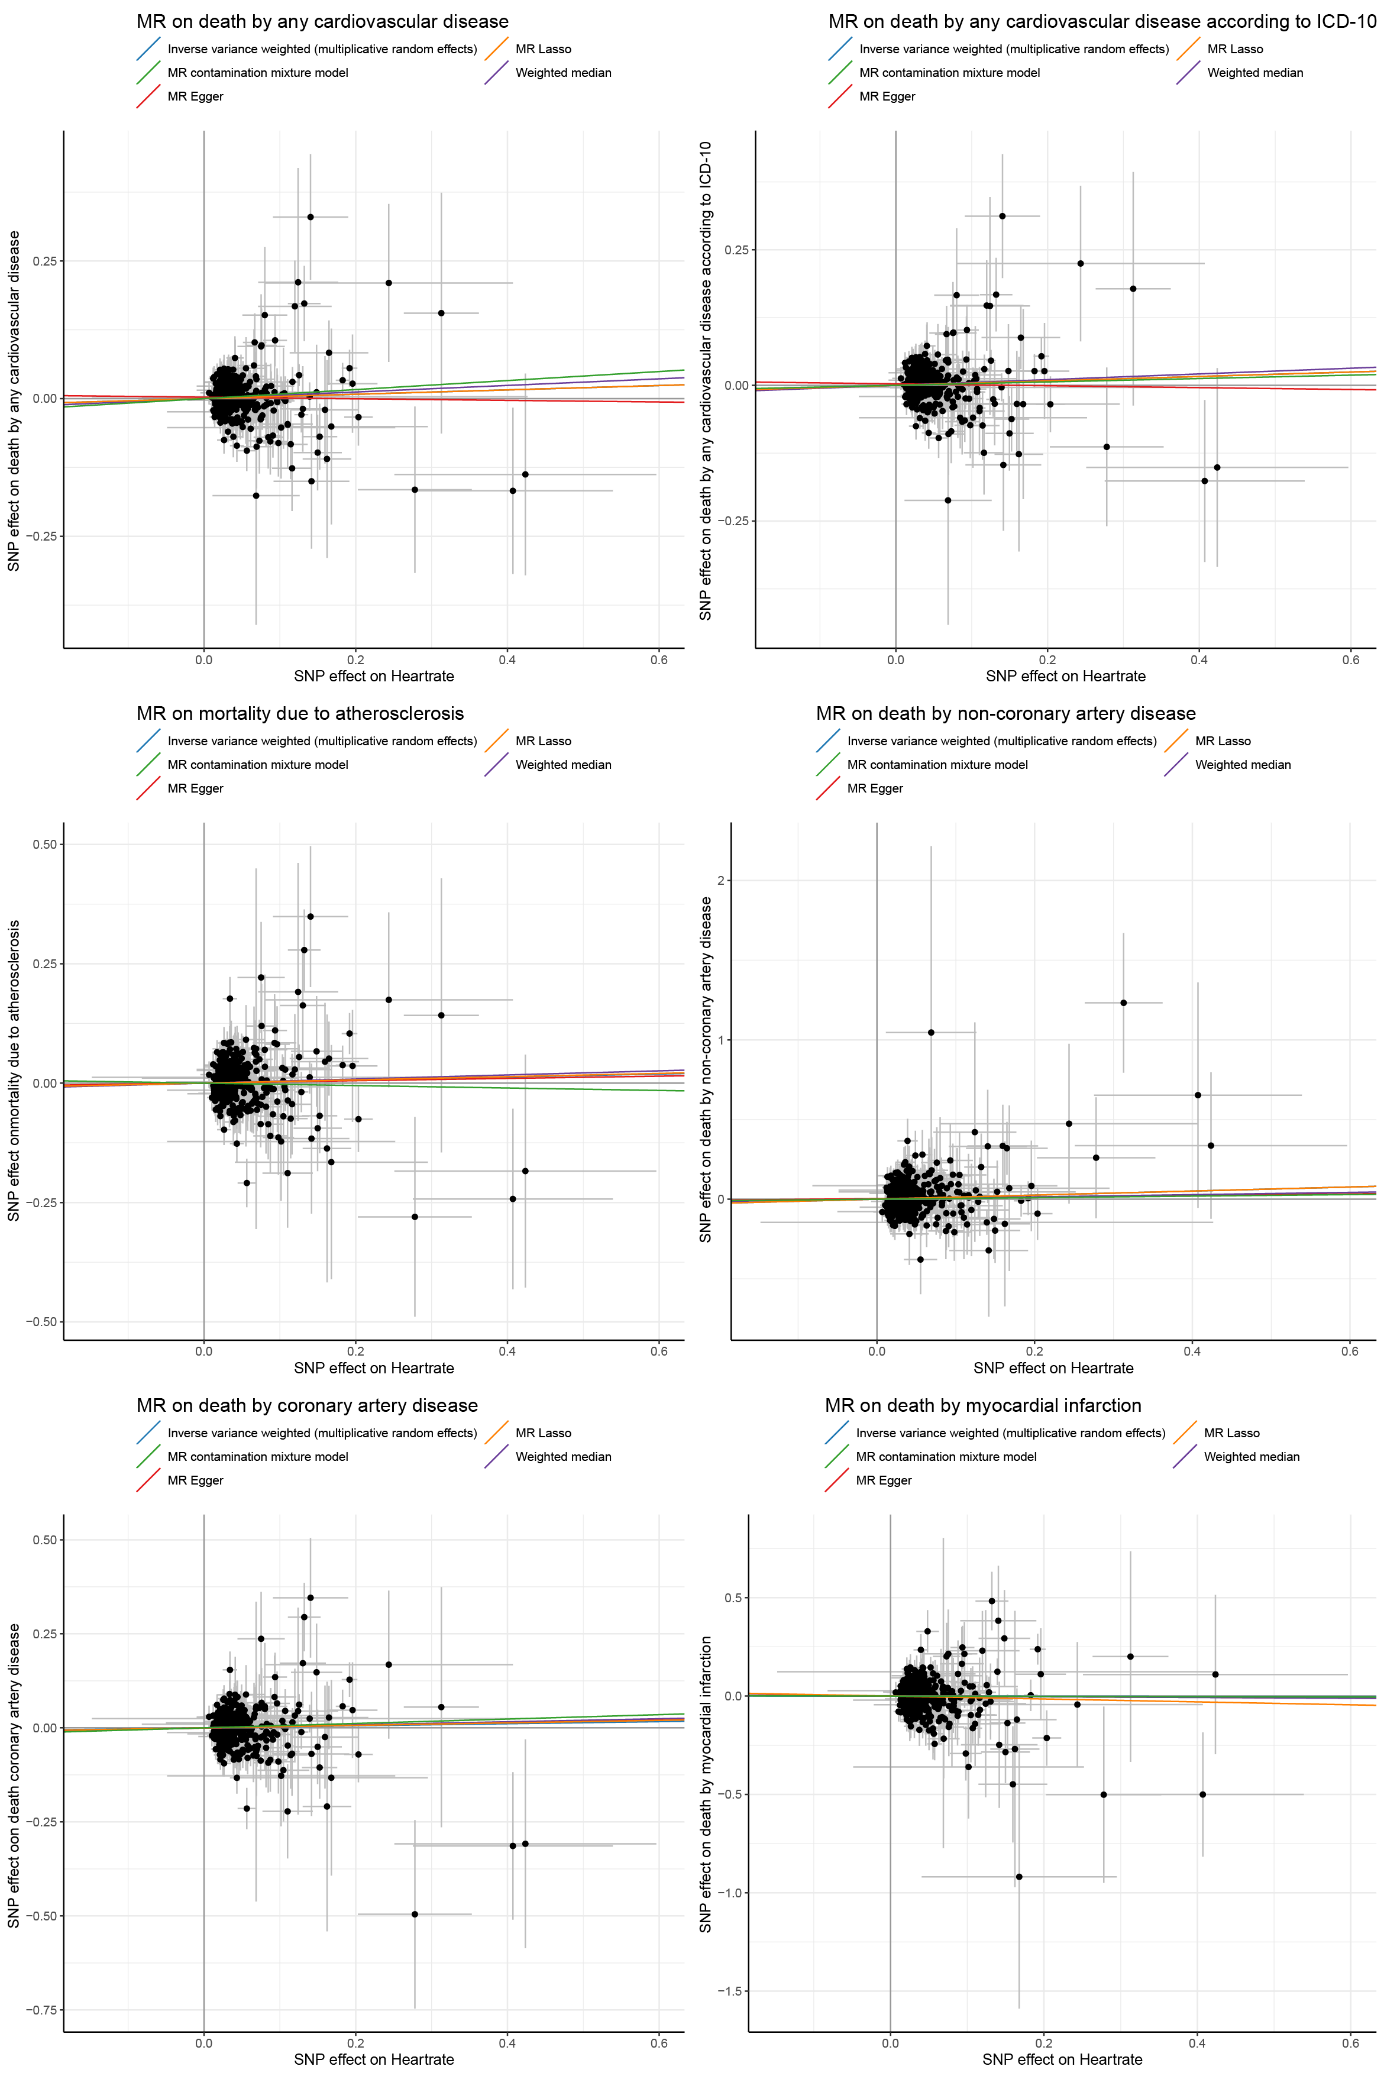 MR on death by any cardiovascular disease
Inverse variance weighted (multiplicative random effects)
MR Lasso
MR contamination mixture model
Weighted median
MR Egger
SNP effect on death by any cardiovascular disease
0.25
0.00
−0.25
0.0
0.2
0.4
0.6
SNP effect on Heartrate
MR on death by any cardiovascular disease according to ICD-10
Inverse variance weighted (multiplicative random effects)
MR Lasso
MR contamination mixture model
Weighted median
MR Egger
SNP effect on death by any cardiovascular disease according to ICD-10
0.25
0.00
−0.25
0.0
0.2
0.4
0.6
SNP effect on Heartrate
MR on mortality due to atherosclerosis
Inverse variance weighted (multiplicative random effects)
MR Lasso
MR contamination mixture model
Weighted median
MR Egger
SNP effect onmortality due to atherosclerosis
0.50
0.25
0.00
−0.25
−0.50
0.0
0.2
0.4
0.6
SNP effect on Heartrate
MR on death by non-coronary artery disease
Inverse variance weighted (multiplicative random effects)
MR Lasso
MR contamination mixture model
Weighted median
MR Egger
SNP effect on death by non-coronary artery disease
2
1
0
0.0
0.2
0.4
0.6
SNP effect on Heartrate
MR on death by coronary artery disease
Inverse variance weighted (multiplicative random effects)
MR Lasso
MR contamination mixture model
Weighted median
MR Egger
SNP effect oon death coronary artery disease
0.50
0.25
0.00
−0.25
−0.50
−0.75
0.0
0.2
0.4
0.6
SNP effect on Heartrate
MR on death by myocardial infarction
Inverse variance weighted (multiplicative random effects)
MR Lasso
MR contamination mixture model
Weighted median
MR Egger
SNP effect on death by myocardial infarction
0.5
0.0
−0.5
−1.0
−1.5
0.0
0.2
0.4
0.6
SNP effect on Heartrate